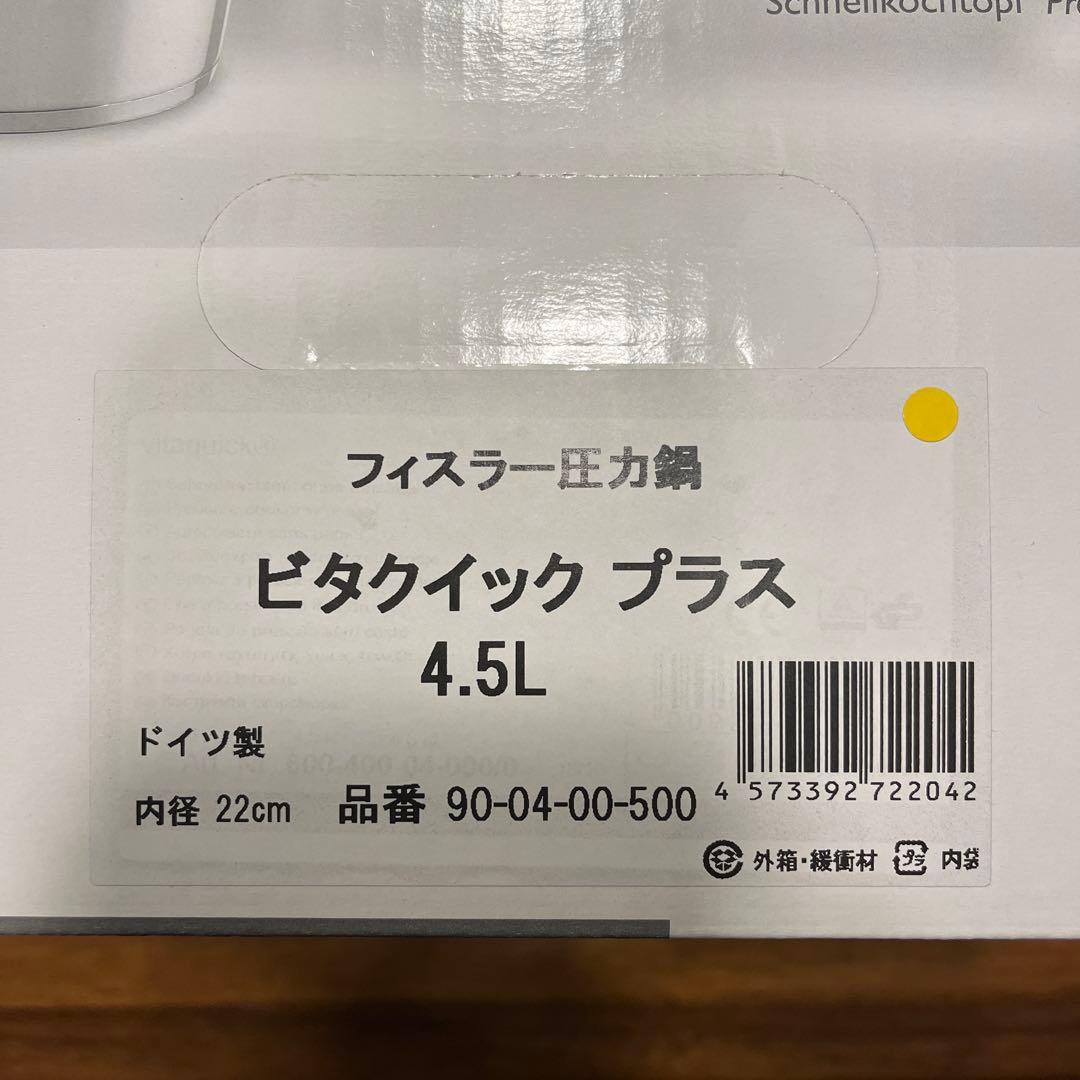 Schnellkochtopf
フィスラー圧力鍋
ビタクイック プラス
4.5L
ドイツ製
内径 22cm 品番 90-04-00-500
4 573392 722042
外箱・緩衝材 プラ 内袋